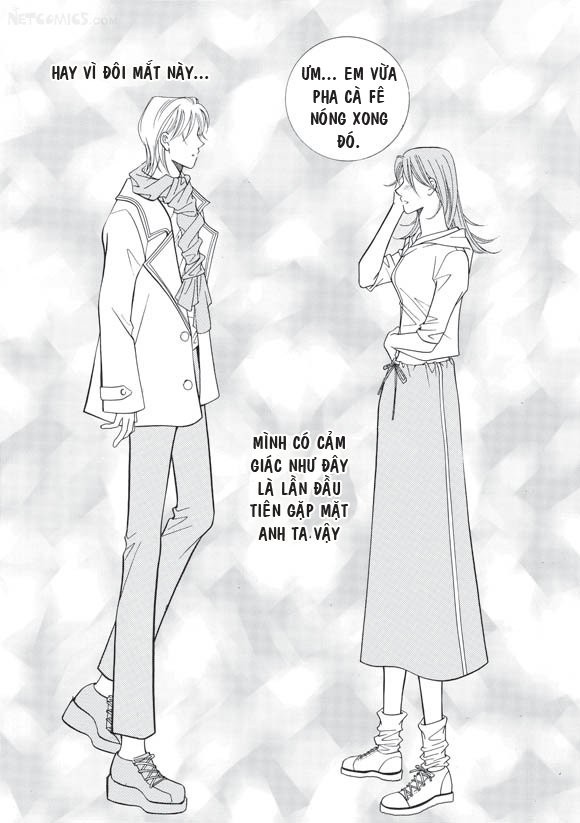 NETCOMICS.COM
HAY VÌ ĐÔI MẮT NÀY...
ƯM... EM VỪA
PHA CÀ FÊ
NÓNG XONG
ĐÓ.
MÌNH CÓ CẢM
GIÁC NHƯ ĐÂY
LÀ LẦN ĐẦU
TIÊN GẶP MẶT
ANH TA VẬY